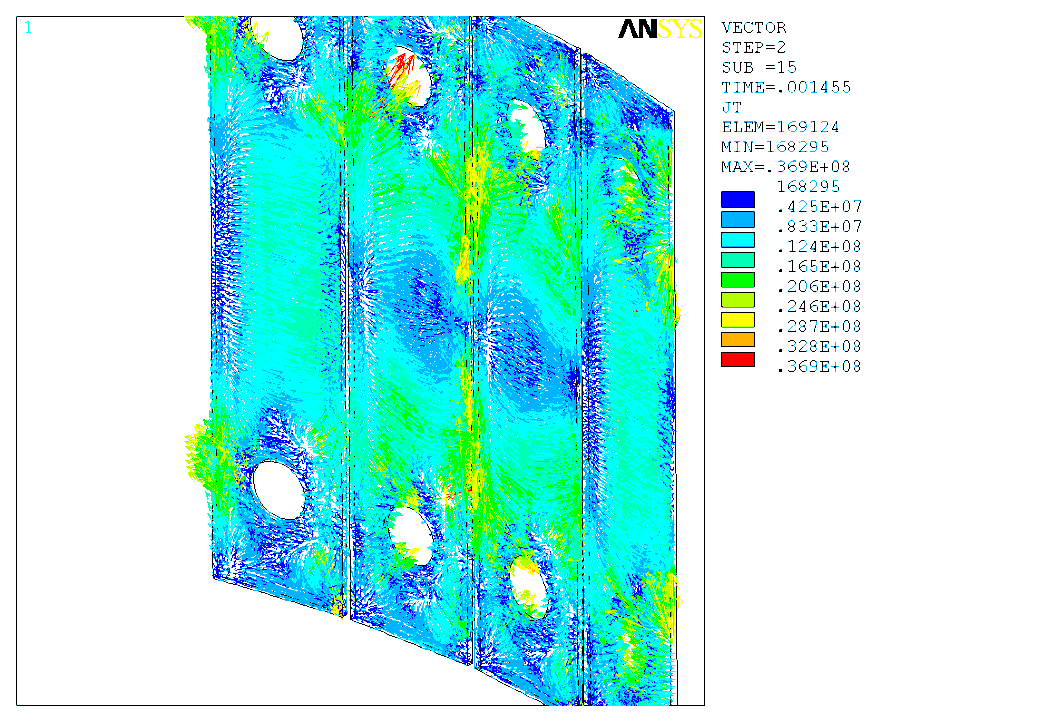 1
ANSYS
VECTOR
STEP=2
SUB =15
TIME=.001455
JT
ELEM=169124
MIN=168295
MAX=.369E+08
168295
.425E+07
.833E+07
.124E+08
.165E+08
.206E+08
.246E+08
.287E+08
.328E+08
.369E+08